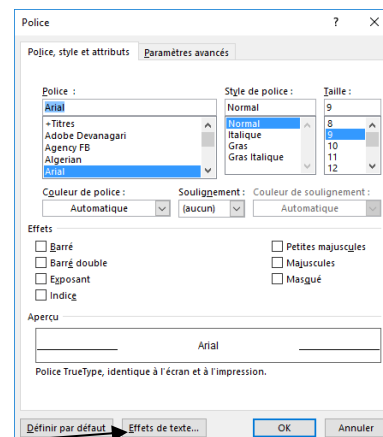 Police ? ×
Police, style et attributs Paramètres avancés
Police : Style de police : Taille :
Arial Normal 9
+Titres Normal 8
Adobe Devanagari Italique 9
Agency FB Gras 10
Algerian Gras Italique 11
Arial 12
Couleur de police : Soulignement : Couleur de soulignement :
Automatique (aucun) Automatique
Effets
Barré Petites majuscules
Barré double Majuscules
Exposant Masqué
Indice
Aperçu
Arial
Police TrueType, identique à l'écran et à l'impression.
Définir par défaut Effets de texte... OK Annuler